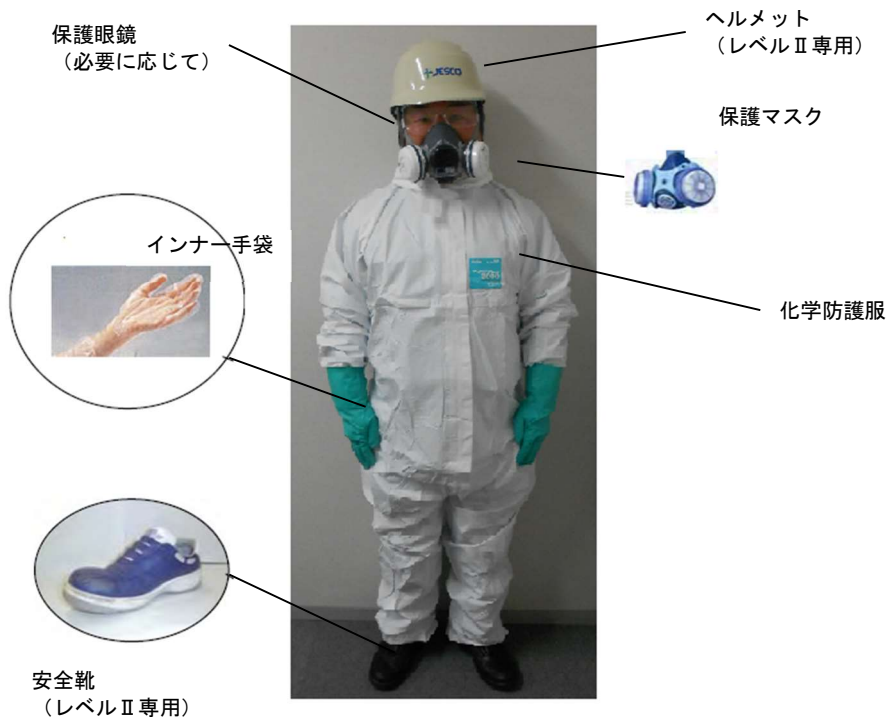 保護眼鏡
（必要に応じて）
ヘルメット
（レベルⅡ専用）
JESCO
保護マスク
インナー手袋
化学防護服
安全靴
（レベルⅡ専用）